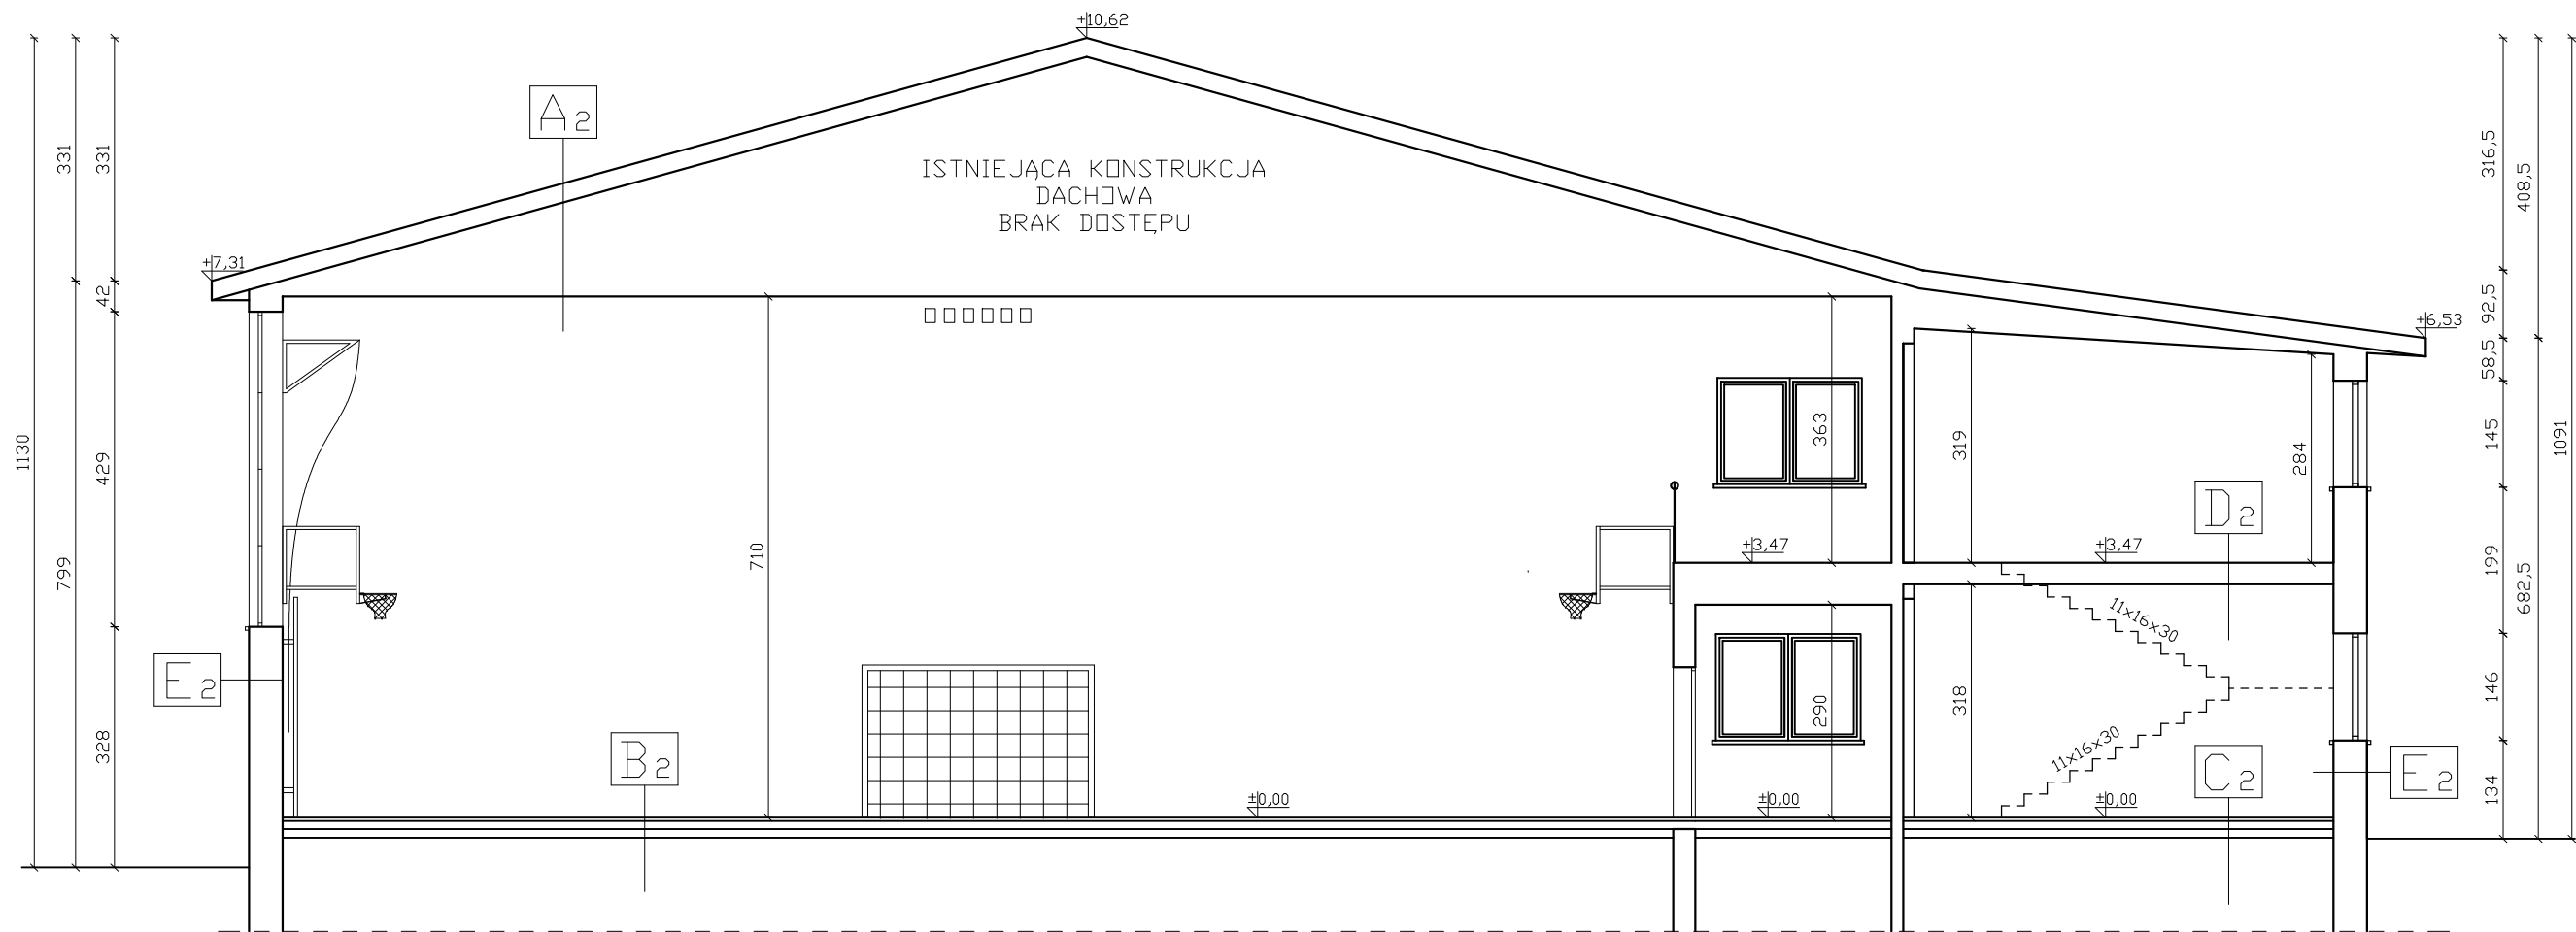 +10,62
A2
ISTNIEJĄCA KONSTRUKCJA
DACHOWA
BRAK DOSTĘPU
+7,31
+6,53
1130
331
799
331
42
429
328
710
363
290
319
318
284
+3,47
+3,47
D2
11x16x30
11x16x30
E2
B2
C2
E2
±0,00
±0,00
±0,00
316,5
92,5
58,5
145
199
146
134
408,5
682,5
1091